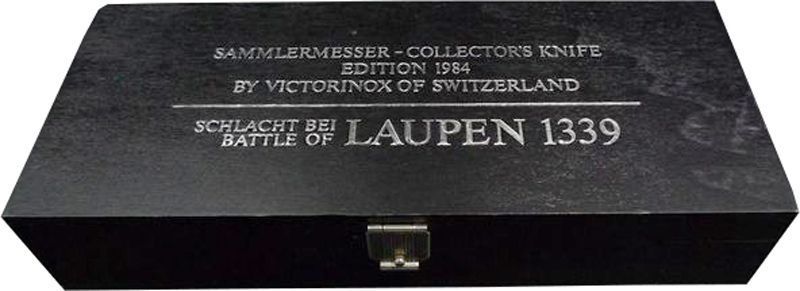 SAMMLERMESSER – COLLECTOR'S KNIFE
EDITION 1984
BY VICTORINOX OF SWITZERLAND
SCHLACHT BEI
BATTLE OF LAUPEN 1339